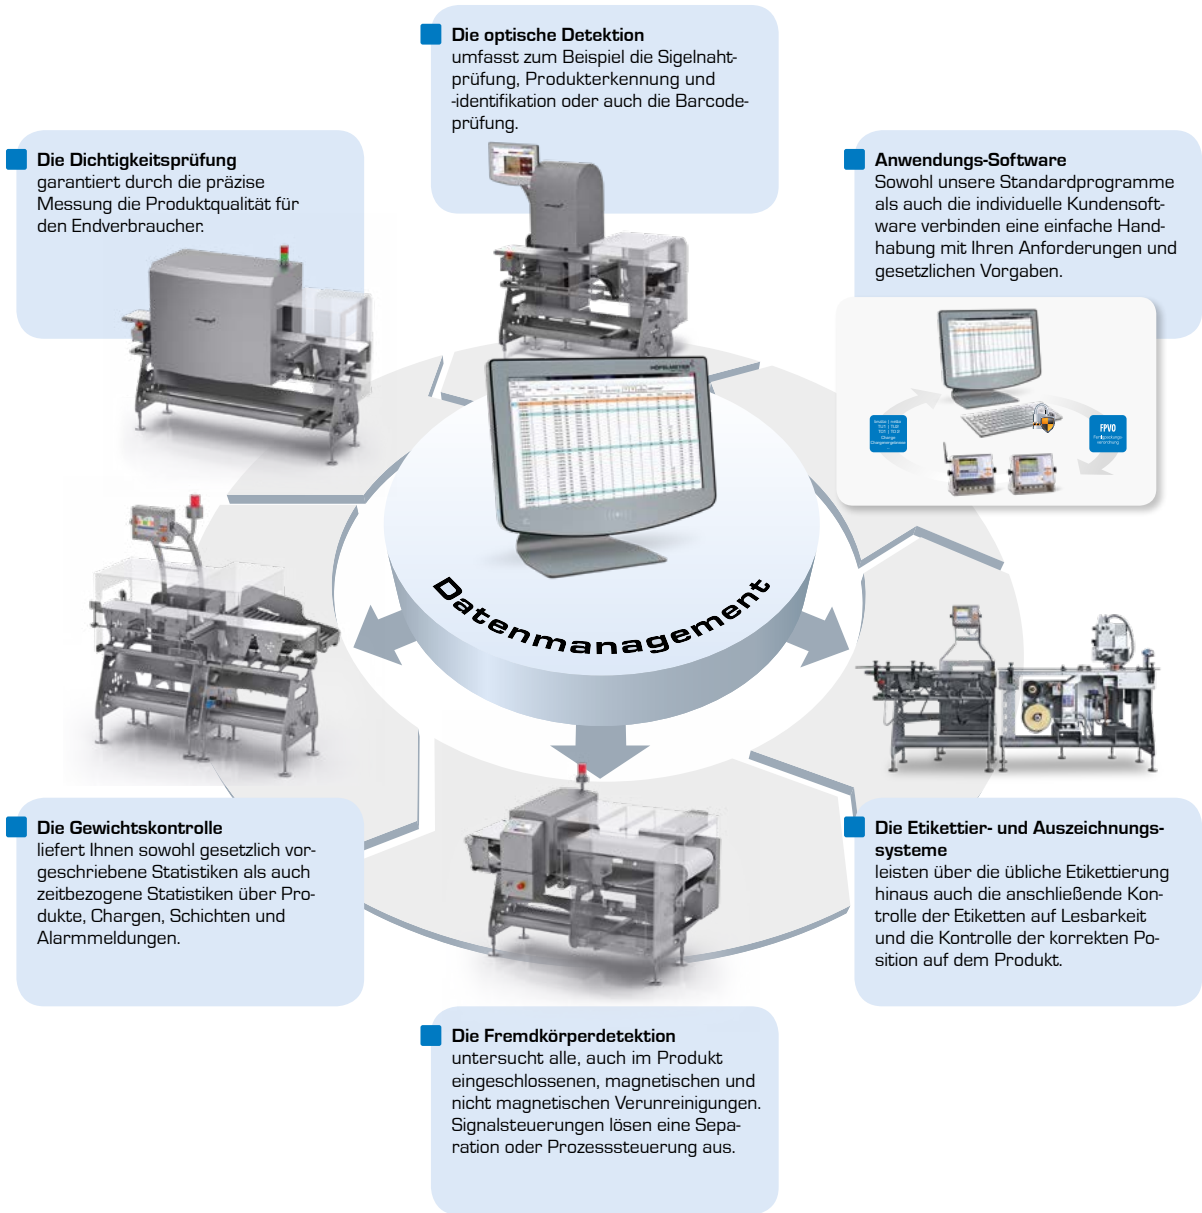 Die optische Detektion
umfasst zum Beispiel die Sigelnaht-
prüfung, Produkterkennung und
-identifikation oder auch die Barcode-
prüfung.
Die Dichtigkeitsprüfung
garantiert durch die präzise
Messung die Produktqualität für
den Endverbraucher.
Anwendungs-Software
Sowohl unsere Standardprogramme
als auch die individuelle Kundensoft-
ware verbinden eine einfache Hand-
habung mit Ihren Anforderungen und
gesetzlichen Vorgaben.
HÖFELMEYER
FPVO
Datenmanagement
Die Gewichtskontrolle
liefert Ihnen sowohl gesetzlich vor-
geschriebene Statistiken als auch
zeitbezogene Statistiken über Pro-
dukte, Chargen, Schichten und
Alarmmeldungen.
Die Etikettier- und Auszeichnungs-
systeme
leisten über die übliche Etikettierung
hinaus auch die anschließende Kon-
trolle der Etiketten auf Lesbarkeit
und die Kontrolle der korrekten Po-
sition auf dem Produkt.
Die Fremdkörperdetektion
untersucht alle, auch im Produkt
eingeschlossenen, magnetischen und
nicht magnetischen Verunreinigungen.
Signalsteuerungen lösen eine Sepa-
ration oder Prozesssteuerung aus.